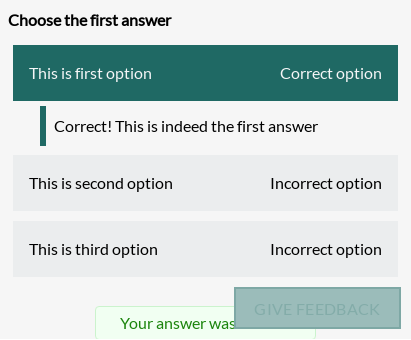 Choose the first answer
This is first option Correct option
Correct! This is indeed the first answer
This is second option Incorrect option
This is third option Incorrect option
GIVE FEEDBACK
Your answer was